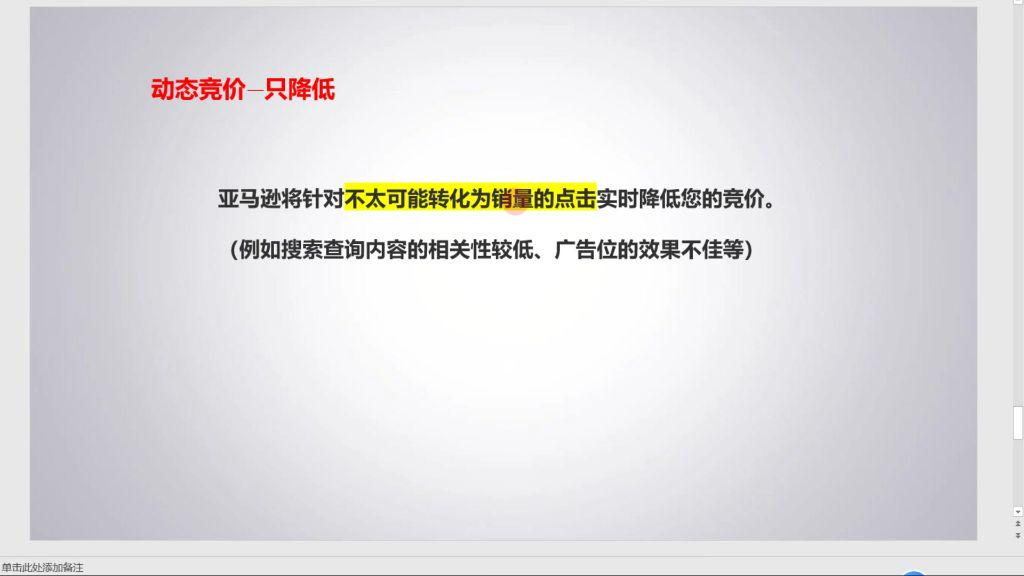 动态竞价—只降低
亚马逊将针对不太可能转化为销量的点击实时降低您的竞价。
（例如搜索查询内容的相关性较低、广告位的效果不佳等）
单击此处添加备注